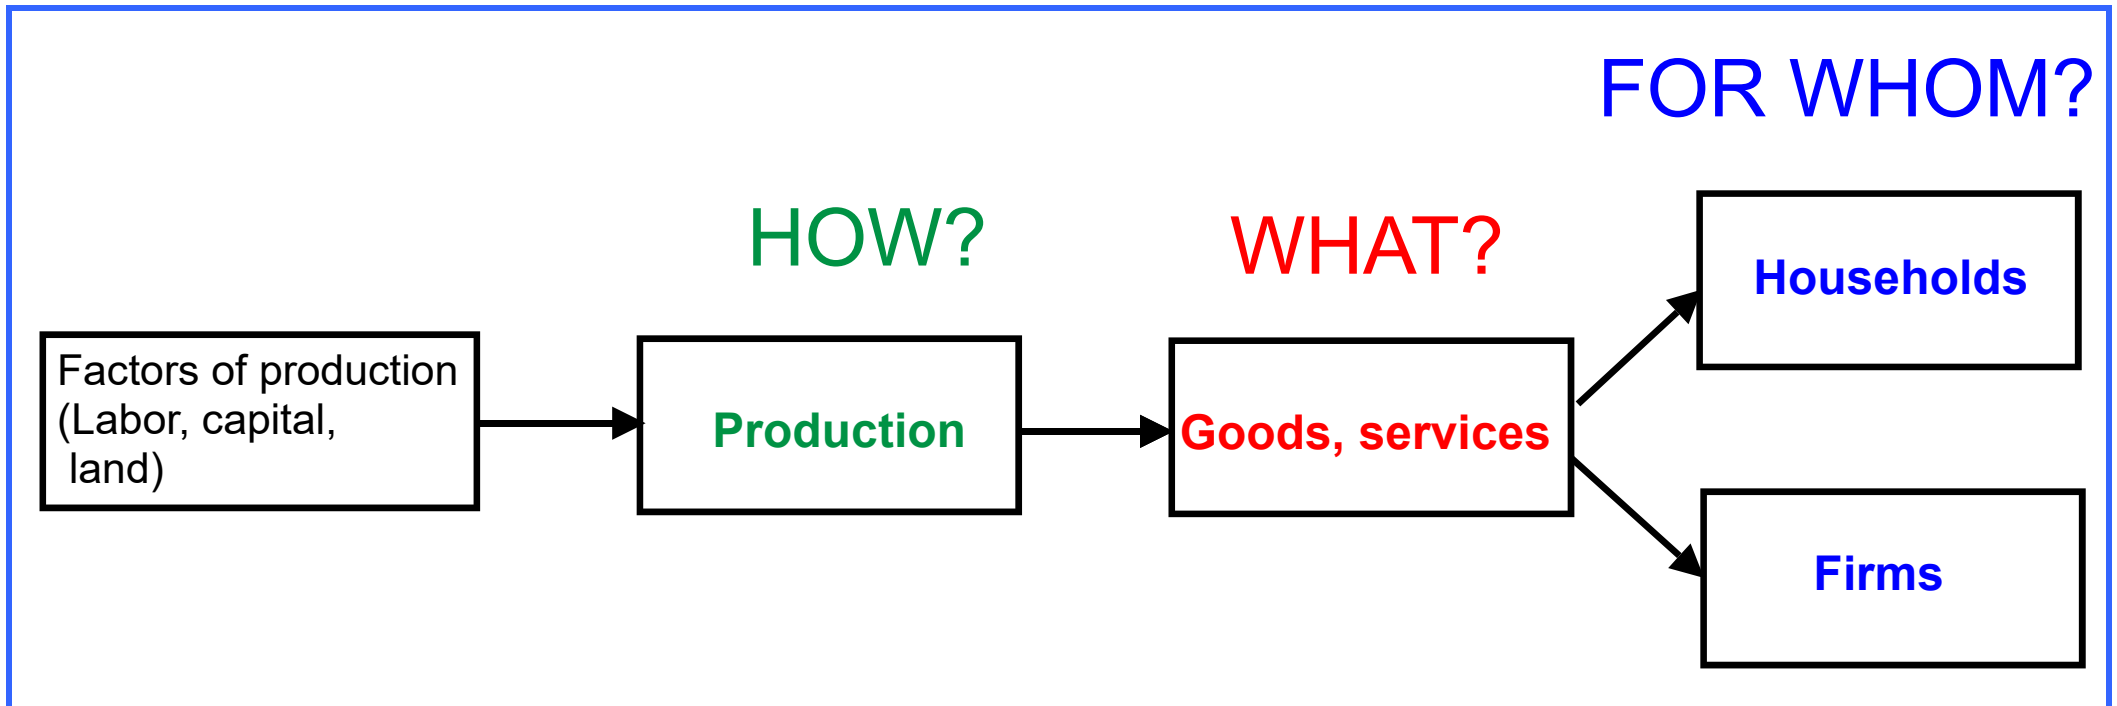 FOR WHOM?
HOW?
WHAT?
Households
Factors of production
(Labor, capital,
land)
Production
Goods, services
Firms